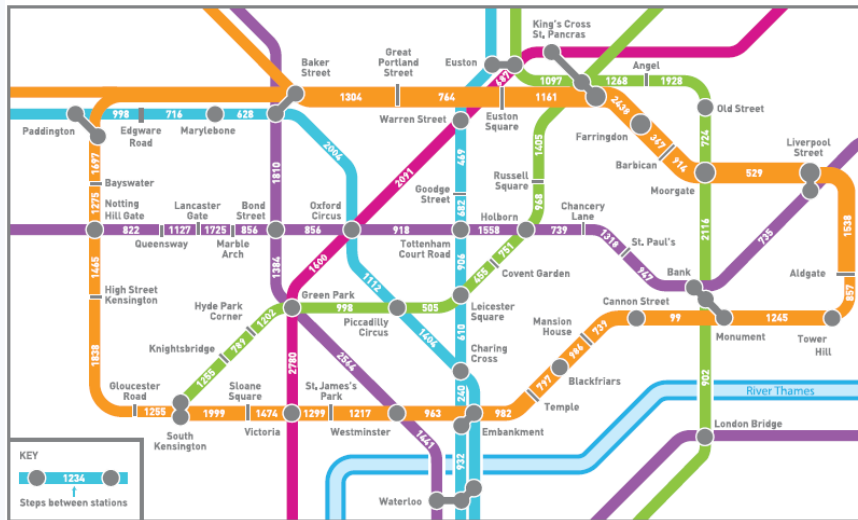 King's Cross
St. Pancras
Euston
Baker
Street
Great
Portland
Street
Angel
687
1097
1268
1928
1304
764
1161
Old Street
998
716
628
Warren Street
Euston
Square
2439
Paddington
Edgware
Road
Marylebone
Farringdon
347
724
Liverpool
Street
1697
2004
469
1405
Barbican
914
1810
2091
Russell
Square
Moorgate
529
Bayswater
Goodge
Street
1275
Notting
Hill Gate
Lancaster
Gate
Bond
Street
Oxford
Circus
682
968
Holborn
Chancery
Lane
822
1127
1725
856
856
918
1558
739
1318
St. Paul's
2116
735
1538
Queensway
Marble
Arch
Tottenham
Court Road
751
947
1465
1384
1600
906
455
Covent Garden
Bank
Aldgate
High Street
Kensington
Hyde Park
Corner
Green Park
1112
Leicester
Square
Cannon Street
857
1202
998
505
Mansion
House
739
99
1245
Knightsbridge
789
Piccadilly
Circus
1404
610
Charing
Cross
986
Monument
Tower
Hill
1838
1255
2780
2544
Blackfriars
902
Gloucester
Road
Sloane
Square
St. James's
Park
240
797
River Thames
1255
1999
1474
1299
1217
963
982
Temple
South
Kensington
Victoria
Westminster
1441
Embankment
London Bridge
932
KEY
1234
Steps between stations
Waterloo